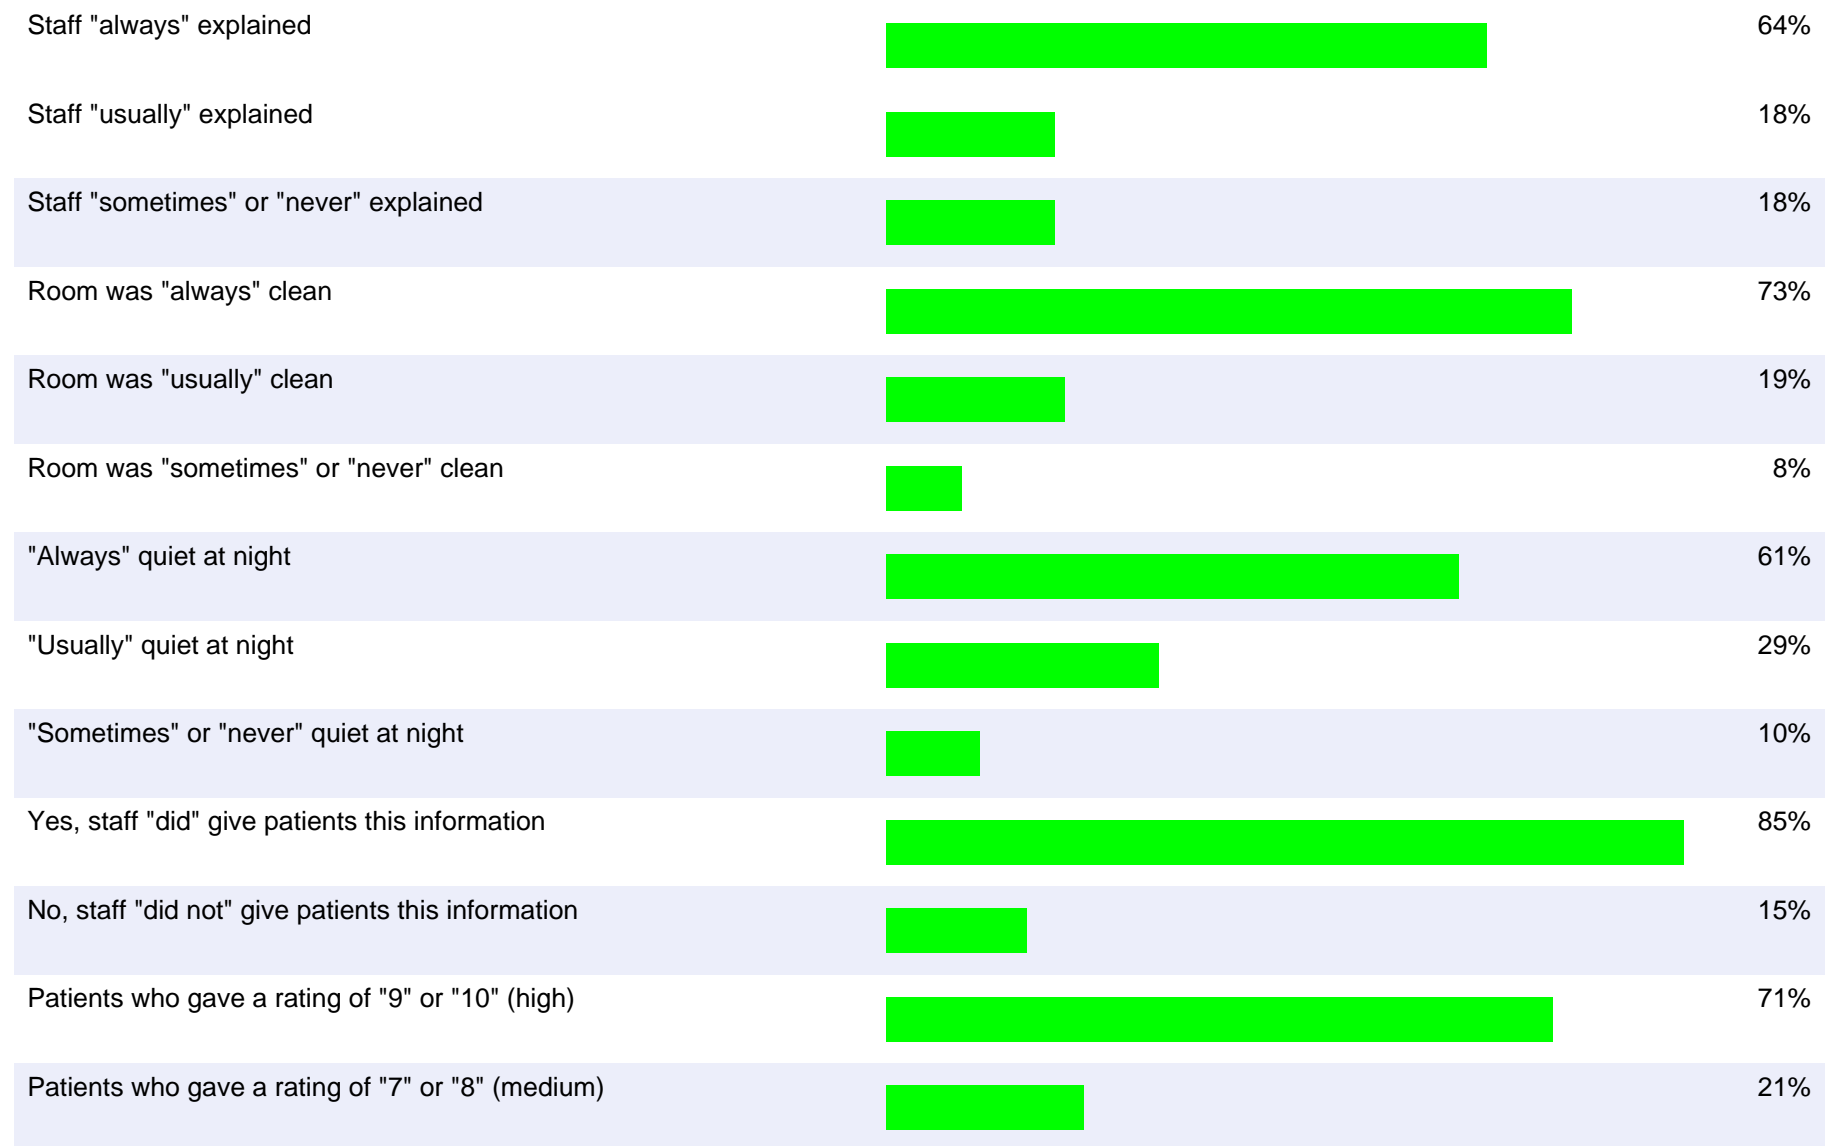 Staff "always" explained 64%
Staff "usually" explained 18%
Staff "sometimes" or "never" explained 18%
Room was "always" clean 73%
Room was "usually" clean 19%
Room was "sometimes" or "never" clean 8%
"Always" quiet at night 61%
"Usually" quiet at night 29%
"Sometimes" or "never" quiet at night 10%
Yes, staff "did" give patients this information 85%
No, staff "did not" give patients this information 15%
Patients who gave a rating of "9" or "10" (high) 71%
Patients who gave a rating of "7" or "8" (medium) 21%